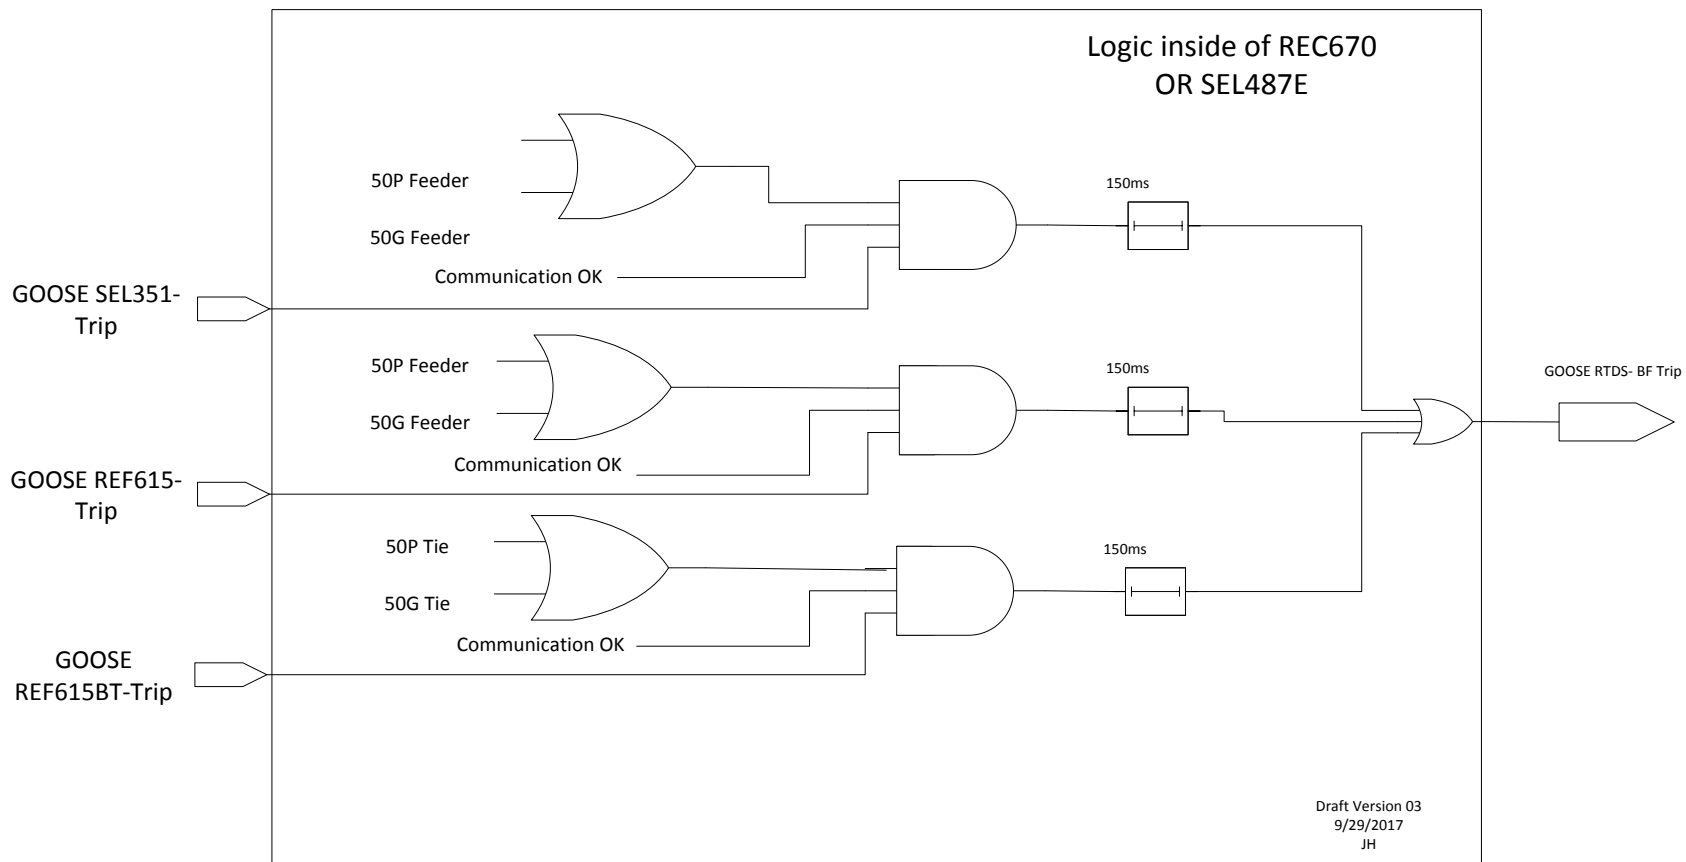 Logic inside of REC670
OR SEL487E
50P Feeder
150ms
50G Feeder
Communication OK
GOOSE SEL351-
Trip
50P Feeder
150ms
GOOSE RTDS- BF Trip
50G Feeder
Communication OK
GOOSE REF615-
Trip
50P Tie
150ms
50G Tie
Communication OK
GOOSE
REF615BT-Trip
Draft Version 03
9/29/2017
JH